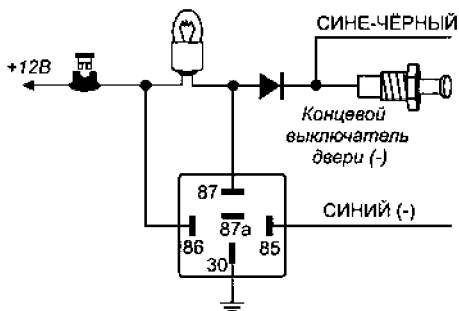 СИНЕ-ЧЁРНЫЙ
+12В
Концевой
выключатель
двери (-)
87
87а
86
85
30
СИНИЙ (-)